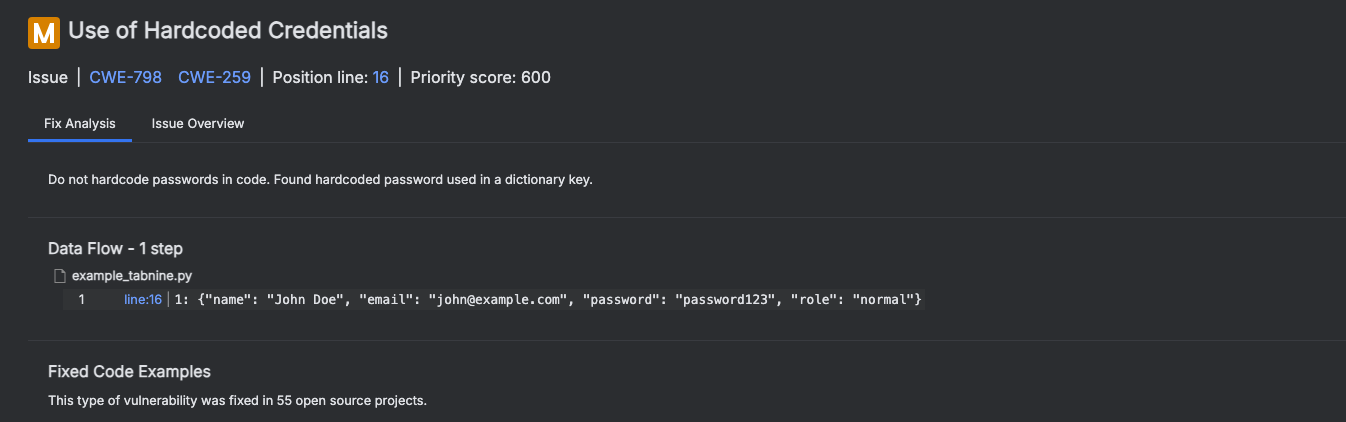 M Use of Hardcoded Credentials
Issue | CWE-798 CWE-259 | Position line: 16 | Priority score: 600
Fix Analysis Issue Overview
Do not hardcode passwords in code. Found hardcoded password used in a dictionary key.
Data Flow - 1 step
example_tabnine.py
1 line:16 | 1: {"name": "John Doe", "email": "john@example.com", "password": "password123", "role": "normal"}
Fixed Code Examples
This type of vulnerability was fixed in 55 open source projects.